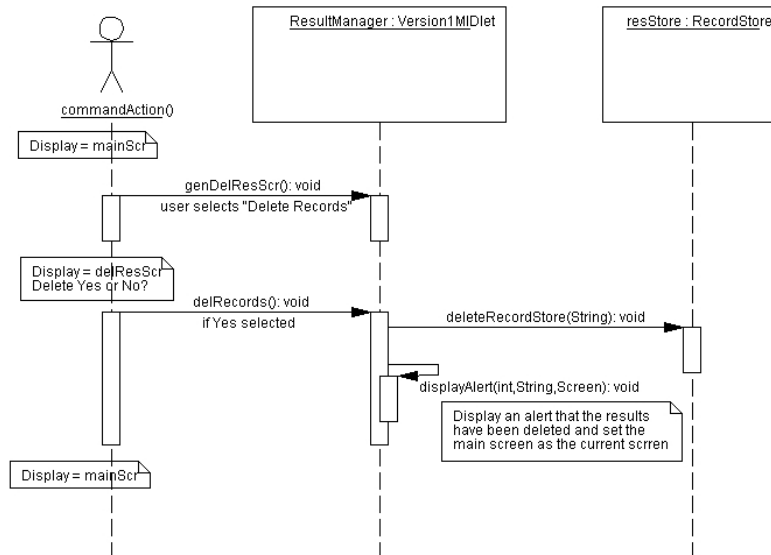 ResultManager : Version1MIDlet
resStore : RecordStore
commandAction()
Display = mainScr
genDelResScr(): void
user selects "Delete Records"
Display = delResScr
Delete Yes or No?
delRecords(): void
if Yes selected
deleteRecordStore(String): void
displayAlert(int,String,Screen): void
Display an alert that the results
have been deleted and set the
main screen as the current scrren
Display = mainScr